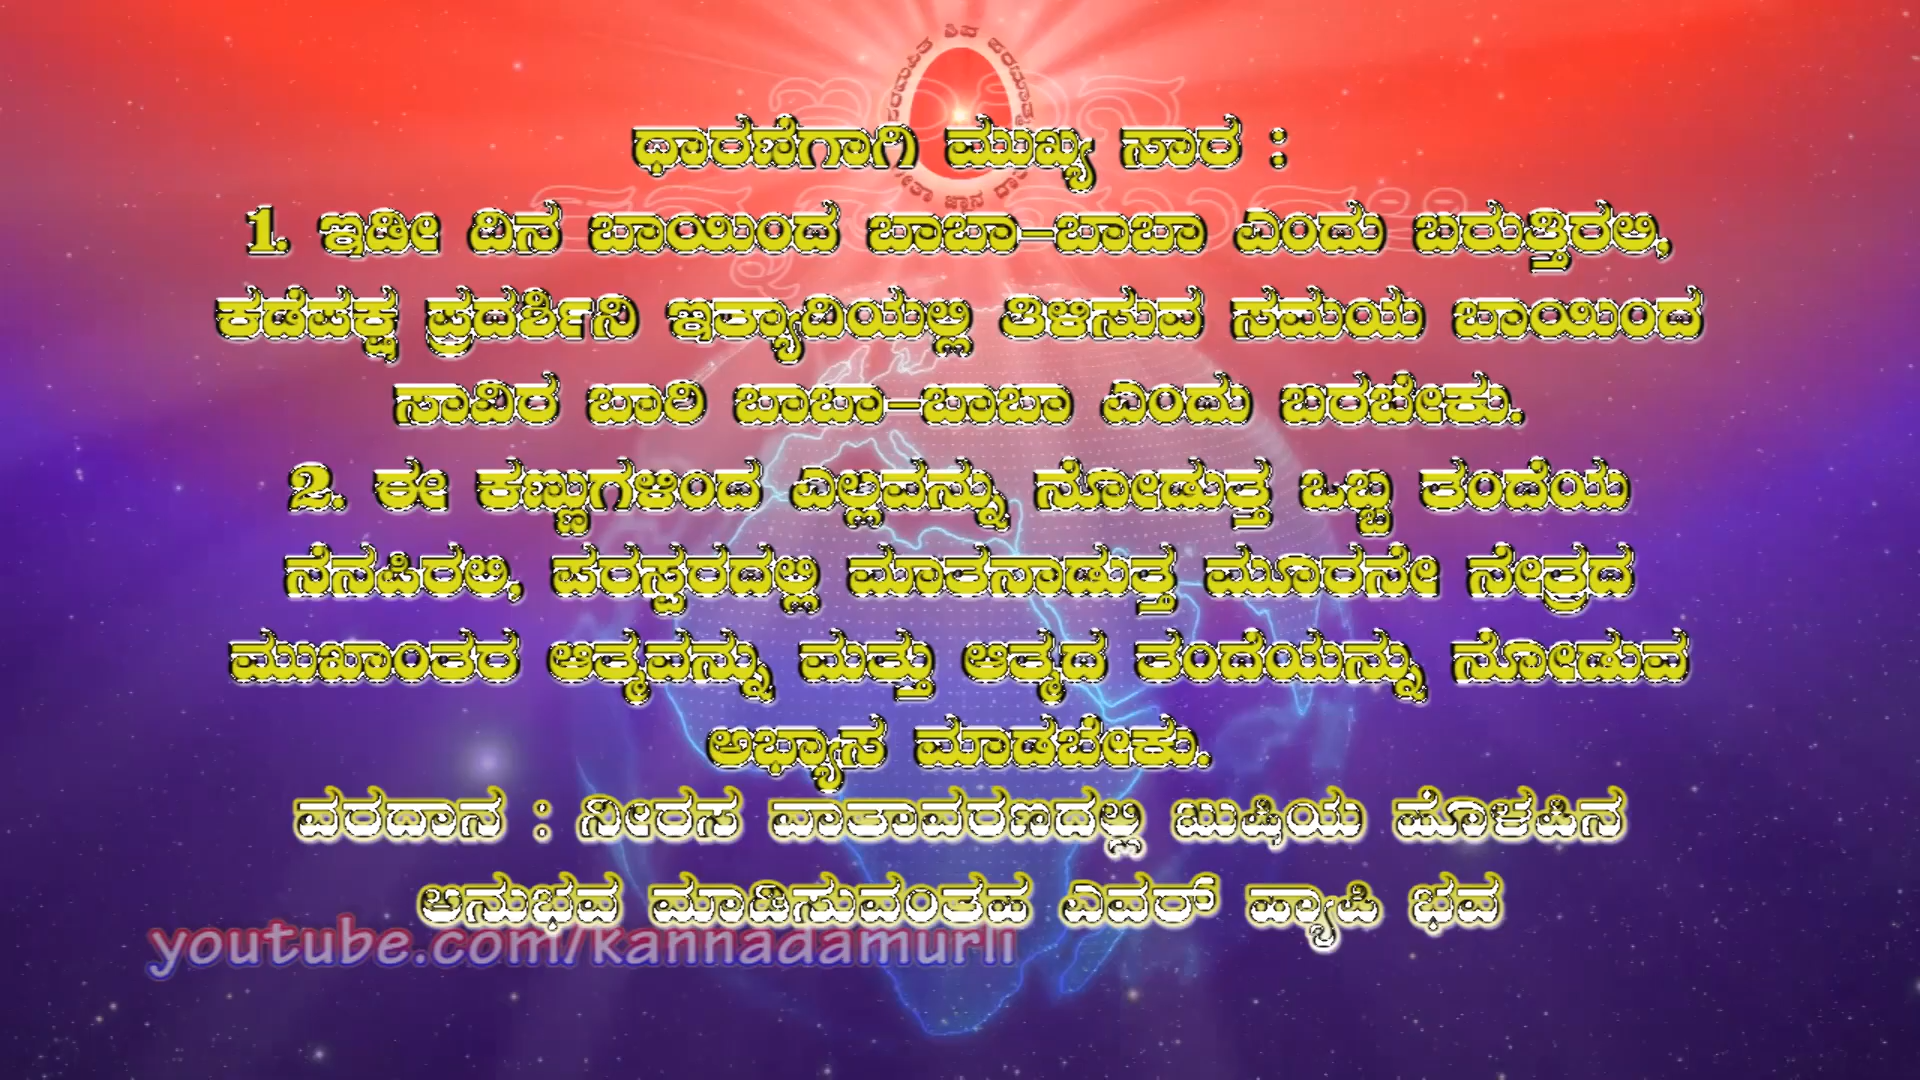 ಧಾರಣೆಗಾಗಿ ಮುಖ್ಯ ಸಾರ :
1. ಇಡೀ ದಿನ ಬಾಯಿಂದ ಬಾಬಾ-ಬಾಬಾ ಎಂದು ಬರುತ್ತಿರಲಿ,
ಕಡೆಪಕ್ಷ ಪ್ರದರ್ಶಿನಿ ಇತ್ಯಾದಿಯಲ್ಲಿ ತಿಳಿಸುವ ಸಮಯ ಬಾಯಿಂದ
ಸಾವಿರ ಬಾರಿ ಬಾಬಾ-ಬಾಬಾ ಎಂದು ಬರಬೇಕು.
2. ಈ ಕಣ್ಣುಗಳಿಂದ ಎಲ್ಲವನ್ನು ನೋಡುತ್ತ ಒಬ್ಬ ತಂದೆಯ
ನೆನಪಿರಲಿ, ಪರಸ್ಪರದಲ್ಲಿ ಮಾತನಾಡುತ್ತ ಮೂರನೇ ನೇತ್ರದ
ಮುಖಾಂತರ ಆತ್ಮವನ್ನು ಮತ್ತು ಆತ್ಮದ ತಂದೆಯನ್ನು ನೋಡುವ
ಅಭ್ಯಾಸ ಮಾಡಬೇಕು.
ವರದಾನ : ನೀರಸ ವಾತಾವರಣದಲ್ಲಿ ಖುಷಿಯ ಹೊಳಪಿನ
ಅನುಭವ ಮಾಡಿಸುವಂತಹ ಎವರ್ ಹ್ಯಾಪಿ ಭವ
youtube.com/kannadamurli